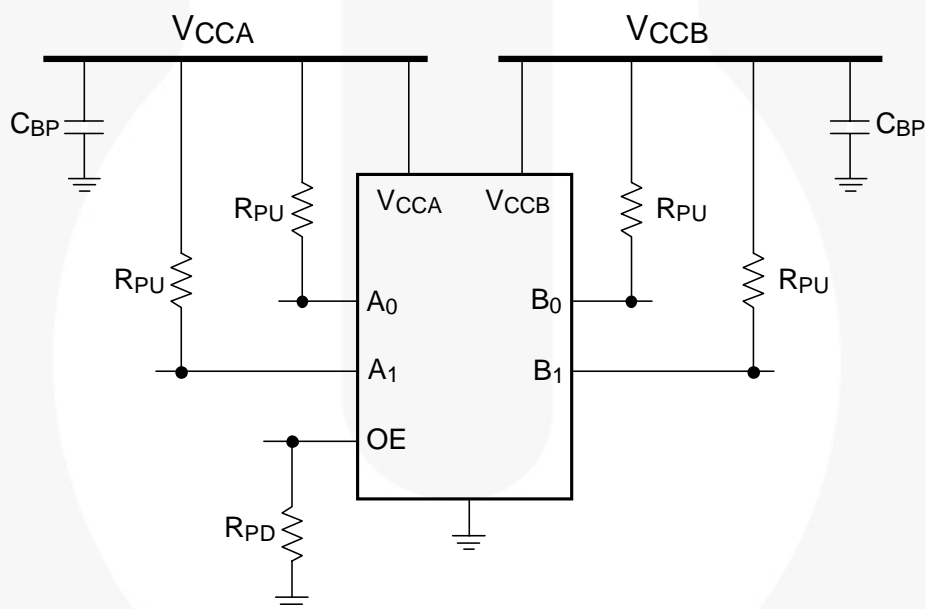 VCCA VCCB
CBP CBP
VCCA VCCB
RPU RPU
RPU RPU
A0 B0
A1 B1
OE
RPD